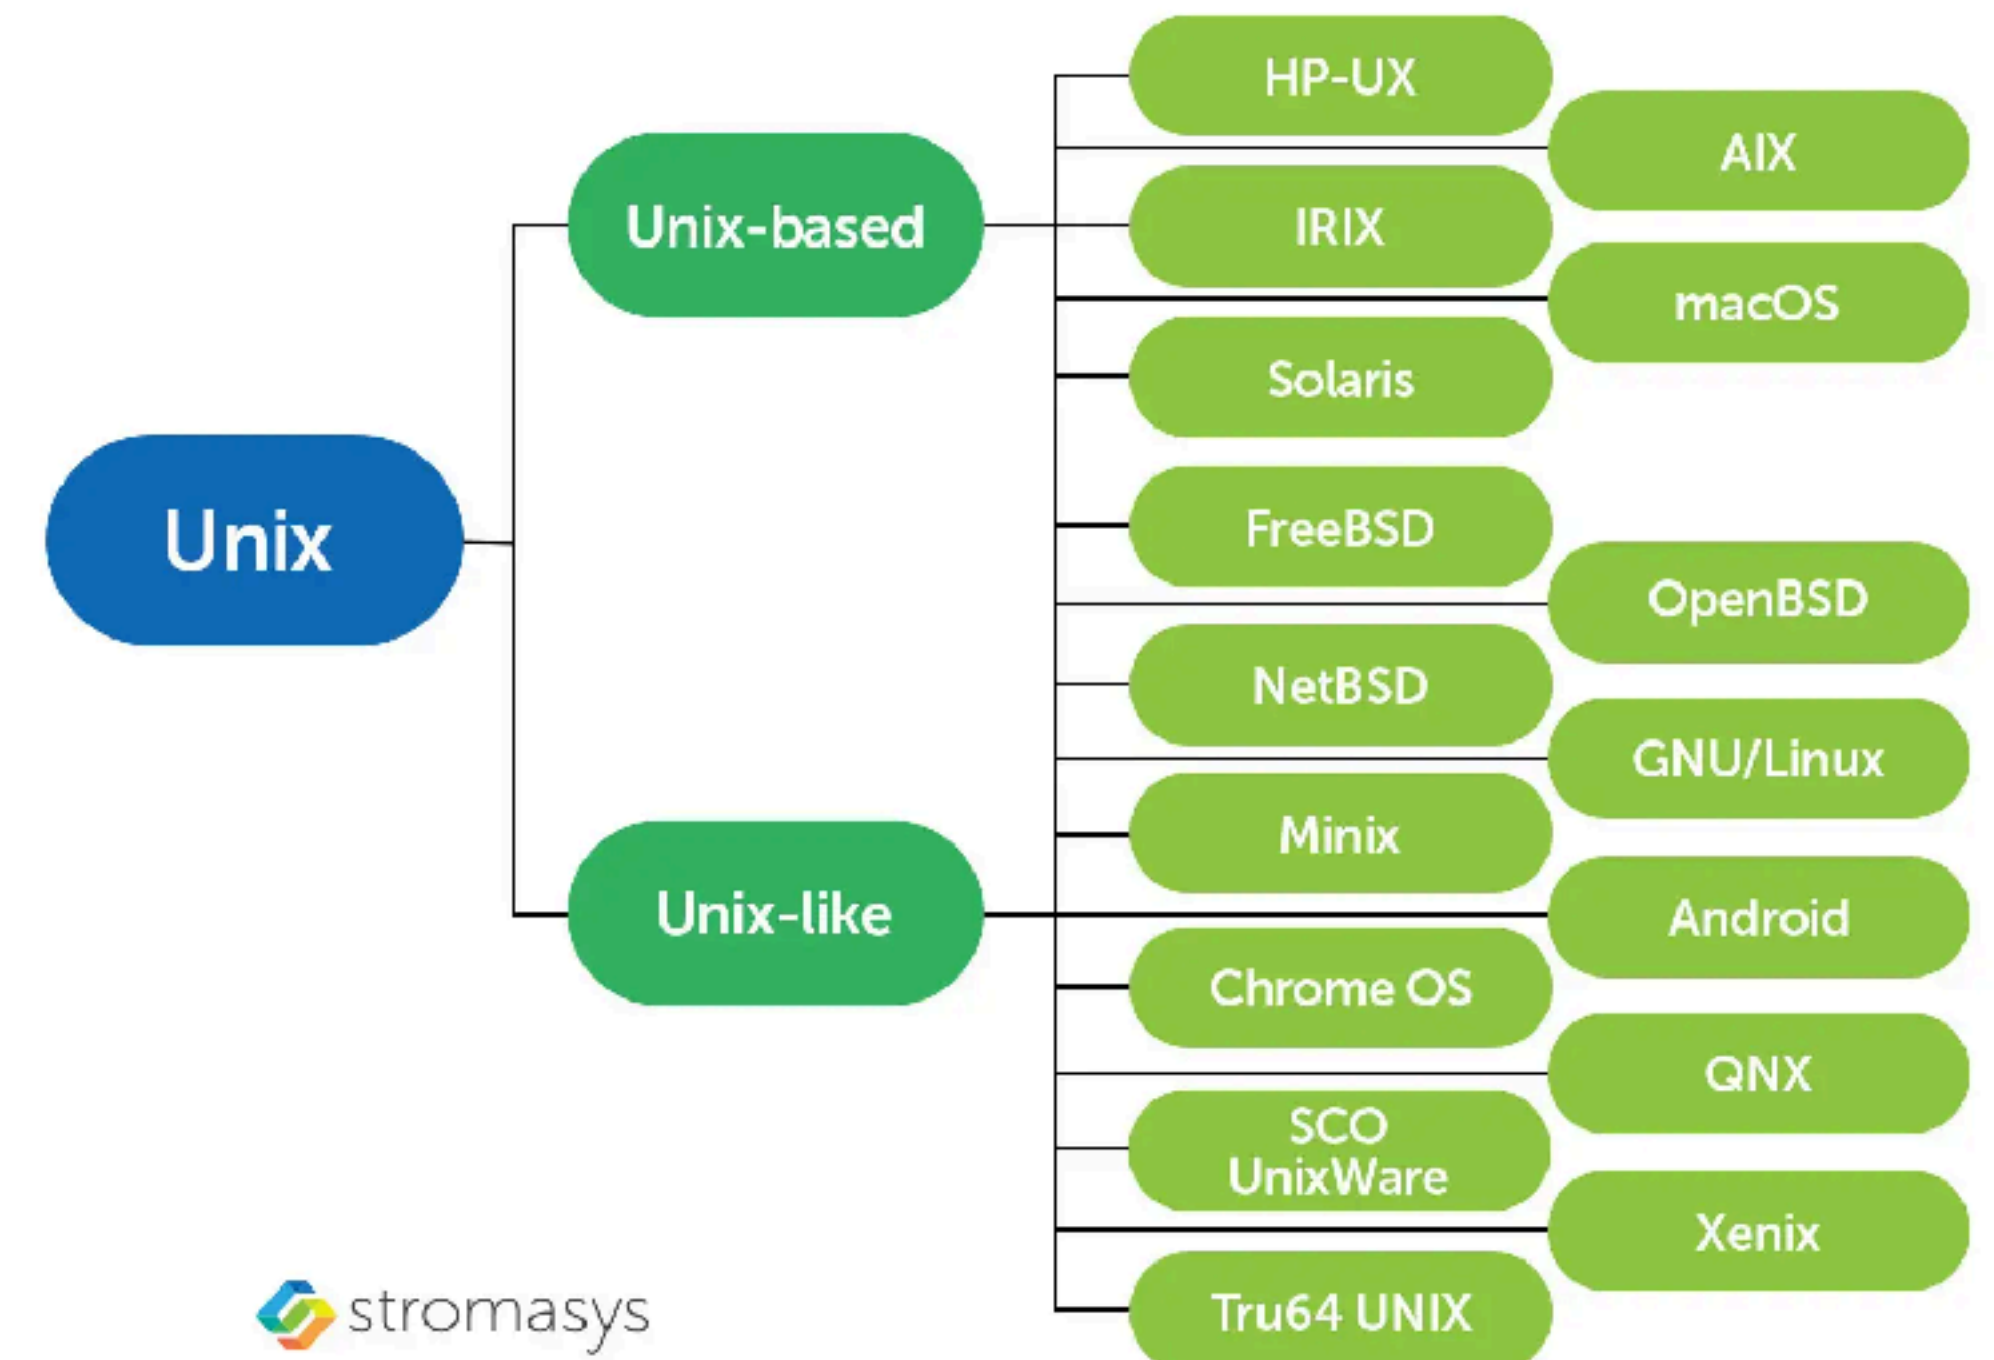 Unix
Unix-based
Unix-like
HP-UX
AIX
IRIX
macOS
Solaris
FreeBSD
OpenBSD
NetBSD
GNU/Linux
Minix
Android
Chrome OS
QNX
SCO
UnixWare
Xenix
Tru64 UNIX
stromasys